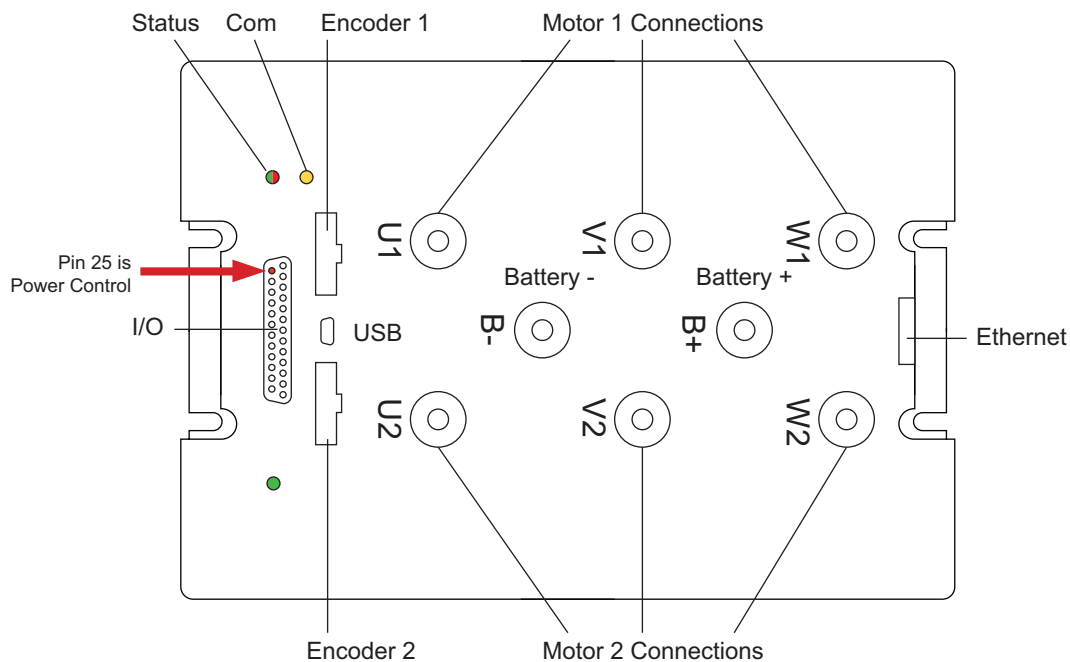 Status Com Encoder 1 Motor 1 Connections
U1 V1 W1
Pin 25 is
Power Control
Battery - Battery +
I/O USB B- B+ Ethernet
U2 V2 W2
Encoder 2 Motor 2 Connections